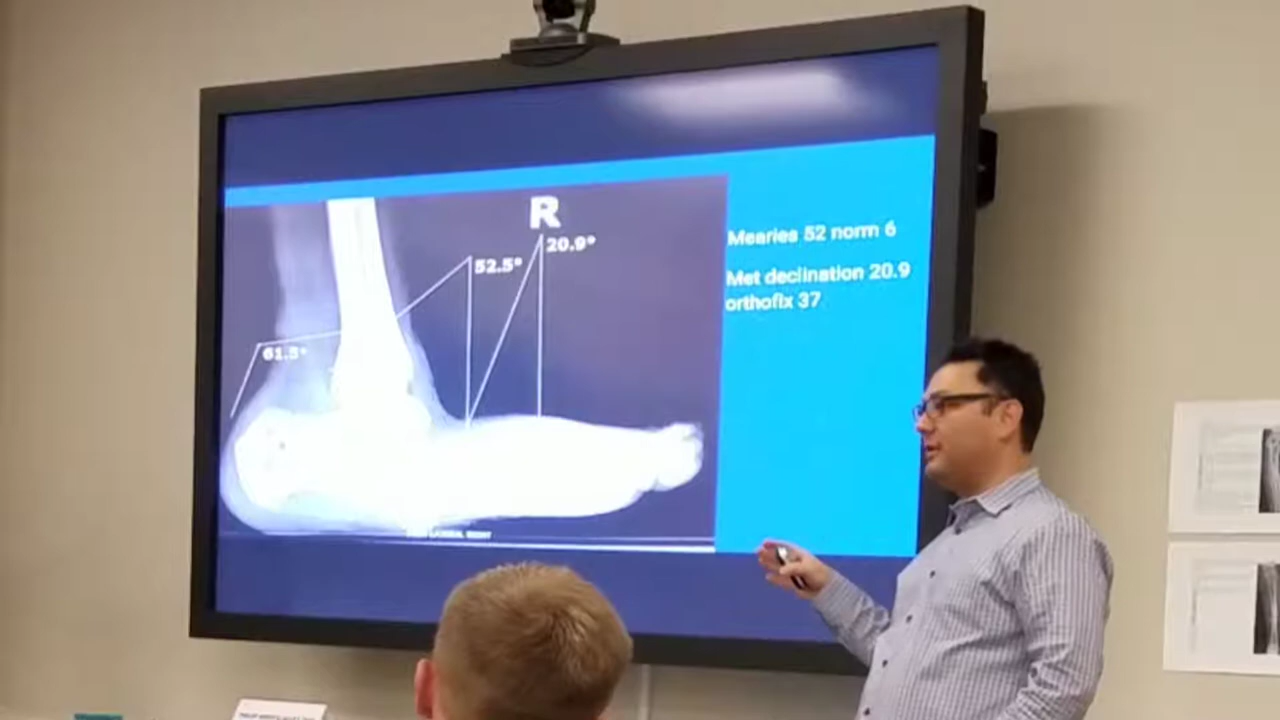 R
20.9°
52.5°
61.5°
Mearies 52 norm 6
Met declination 20.9
orthofix 37